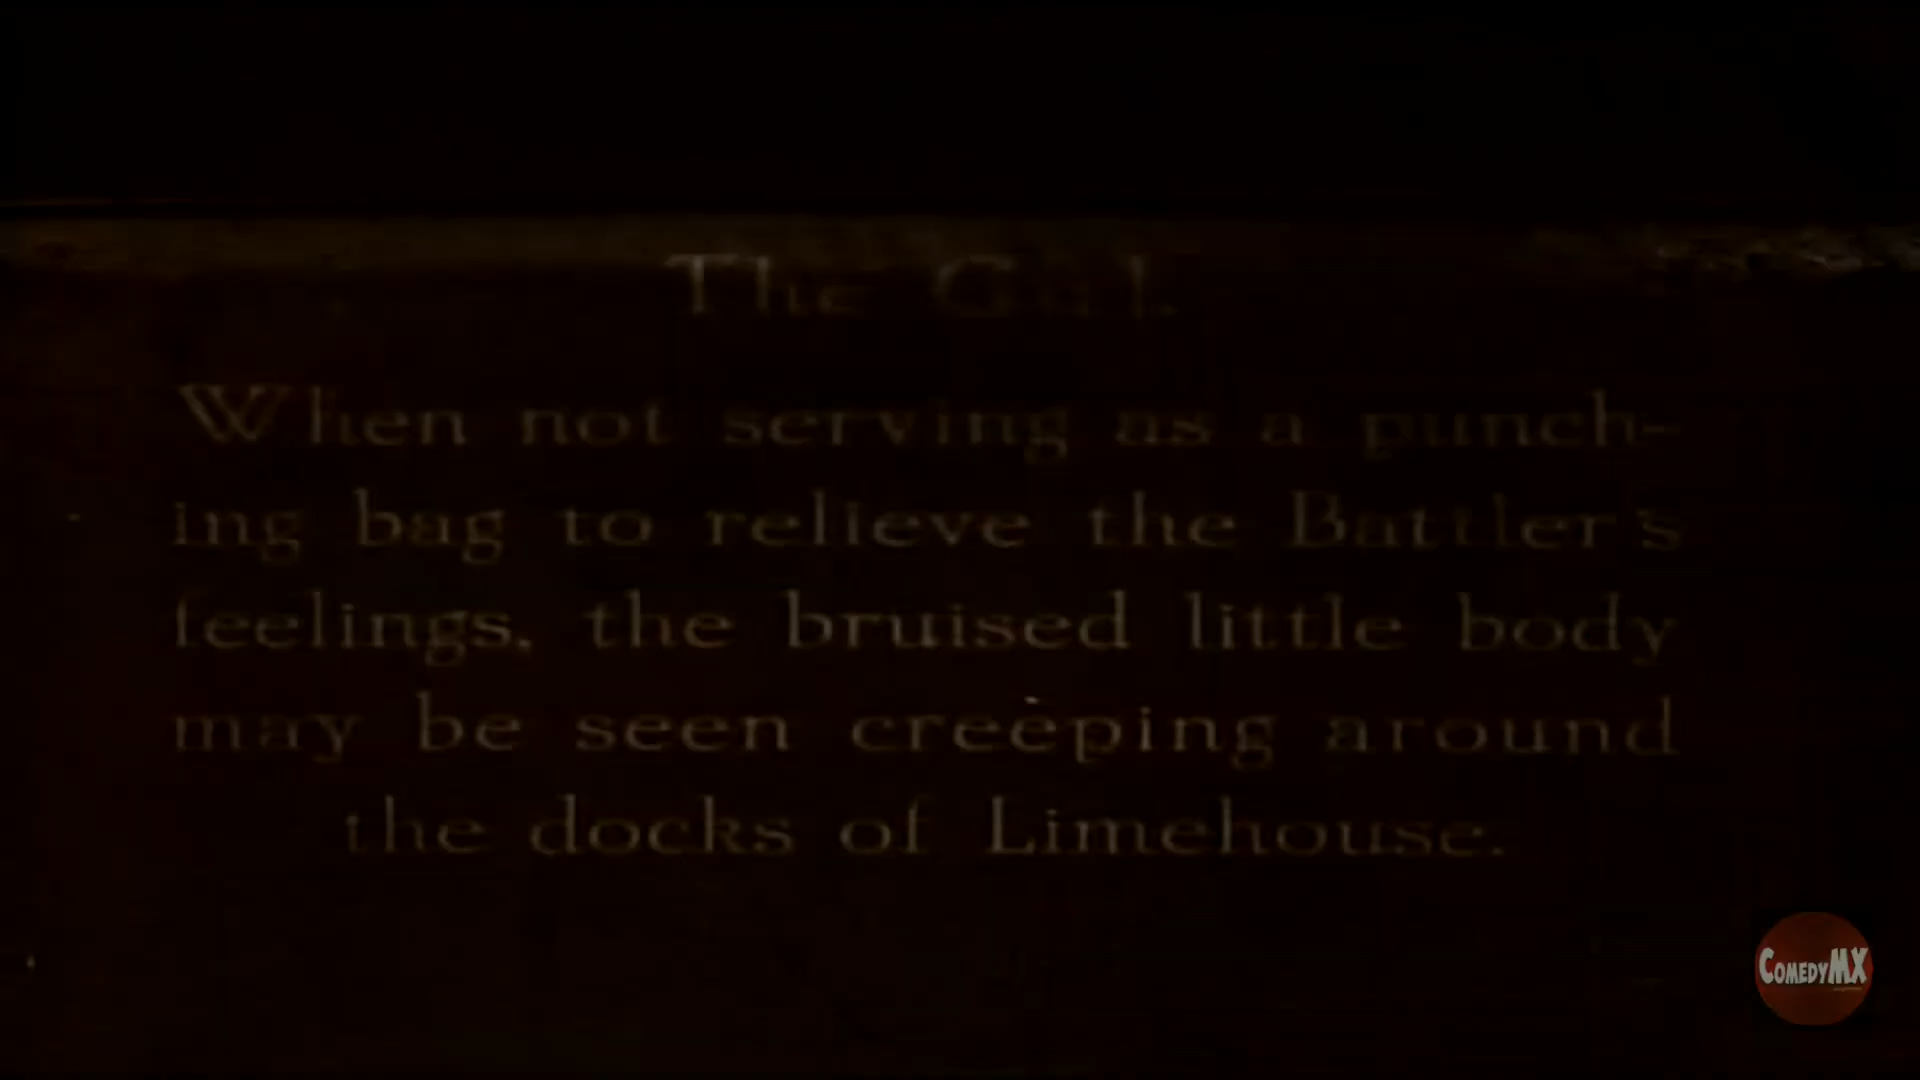 The Girl.
When not serving as a punch-
ing bag to relieve the Battler's
feelings, the bruised little body
may be seen creeping around
the docks of Limehouse.
COMEDYMX